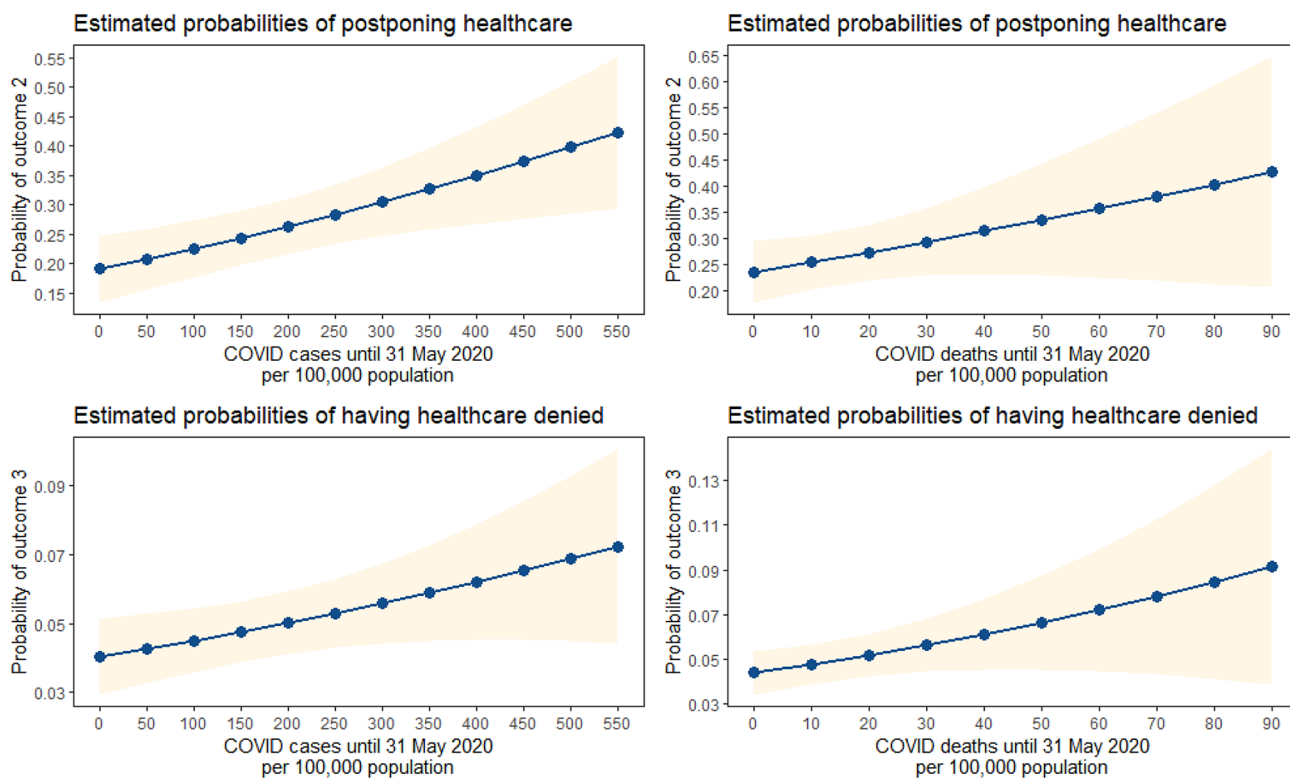 Estimated probabilities of postponing healthcare
Probability of outcome 2
0.55
0.50
0.45
0.40
0.35
0.30
0.25
0.20
0.15
0 50 100 150 200 250 300 350 400 450 500 550
COVID cases until 31 May 2020
per 100,000 population
Estimated probabilities of postponing healthcare
Probability of outcome 2
0.65
0.60
0.55
0.50
0.45
0.40
0.35
0.30
0.25
0.20
0 10 20 30 40 50 60 70 80 90
COVID deaths until 31 May 2020
per 100,000 population
Estimated probabilities of having healthcare denied
Probability of outcome 3
0.09
0.07
0.05
0.03
0 50 100 150 200 250 300 350 400 450 500 550
COVID cases until 31 May 2020
per 100,000 population
Estimated probabilities of having healthcare denied
Probability of outcome 3
0.13
0.11
0.09
0.07
0.05
0.03
0 10 20 30 40 50 60 70 80 90
COVID deaths until 31 May 2020
per 100,000 population